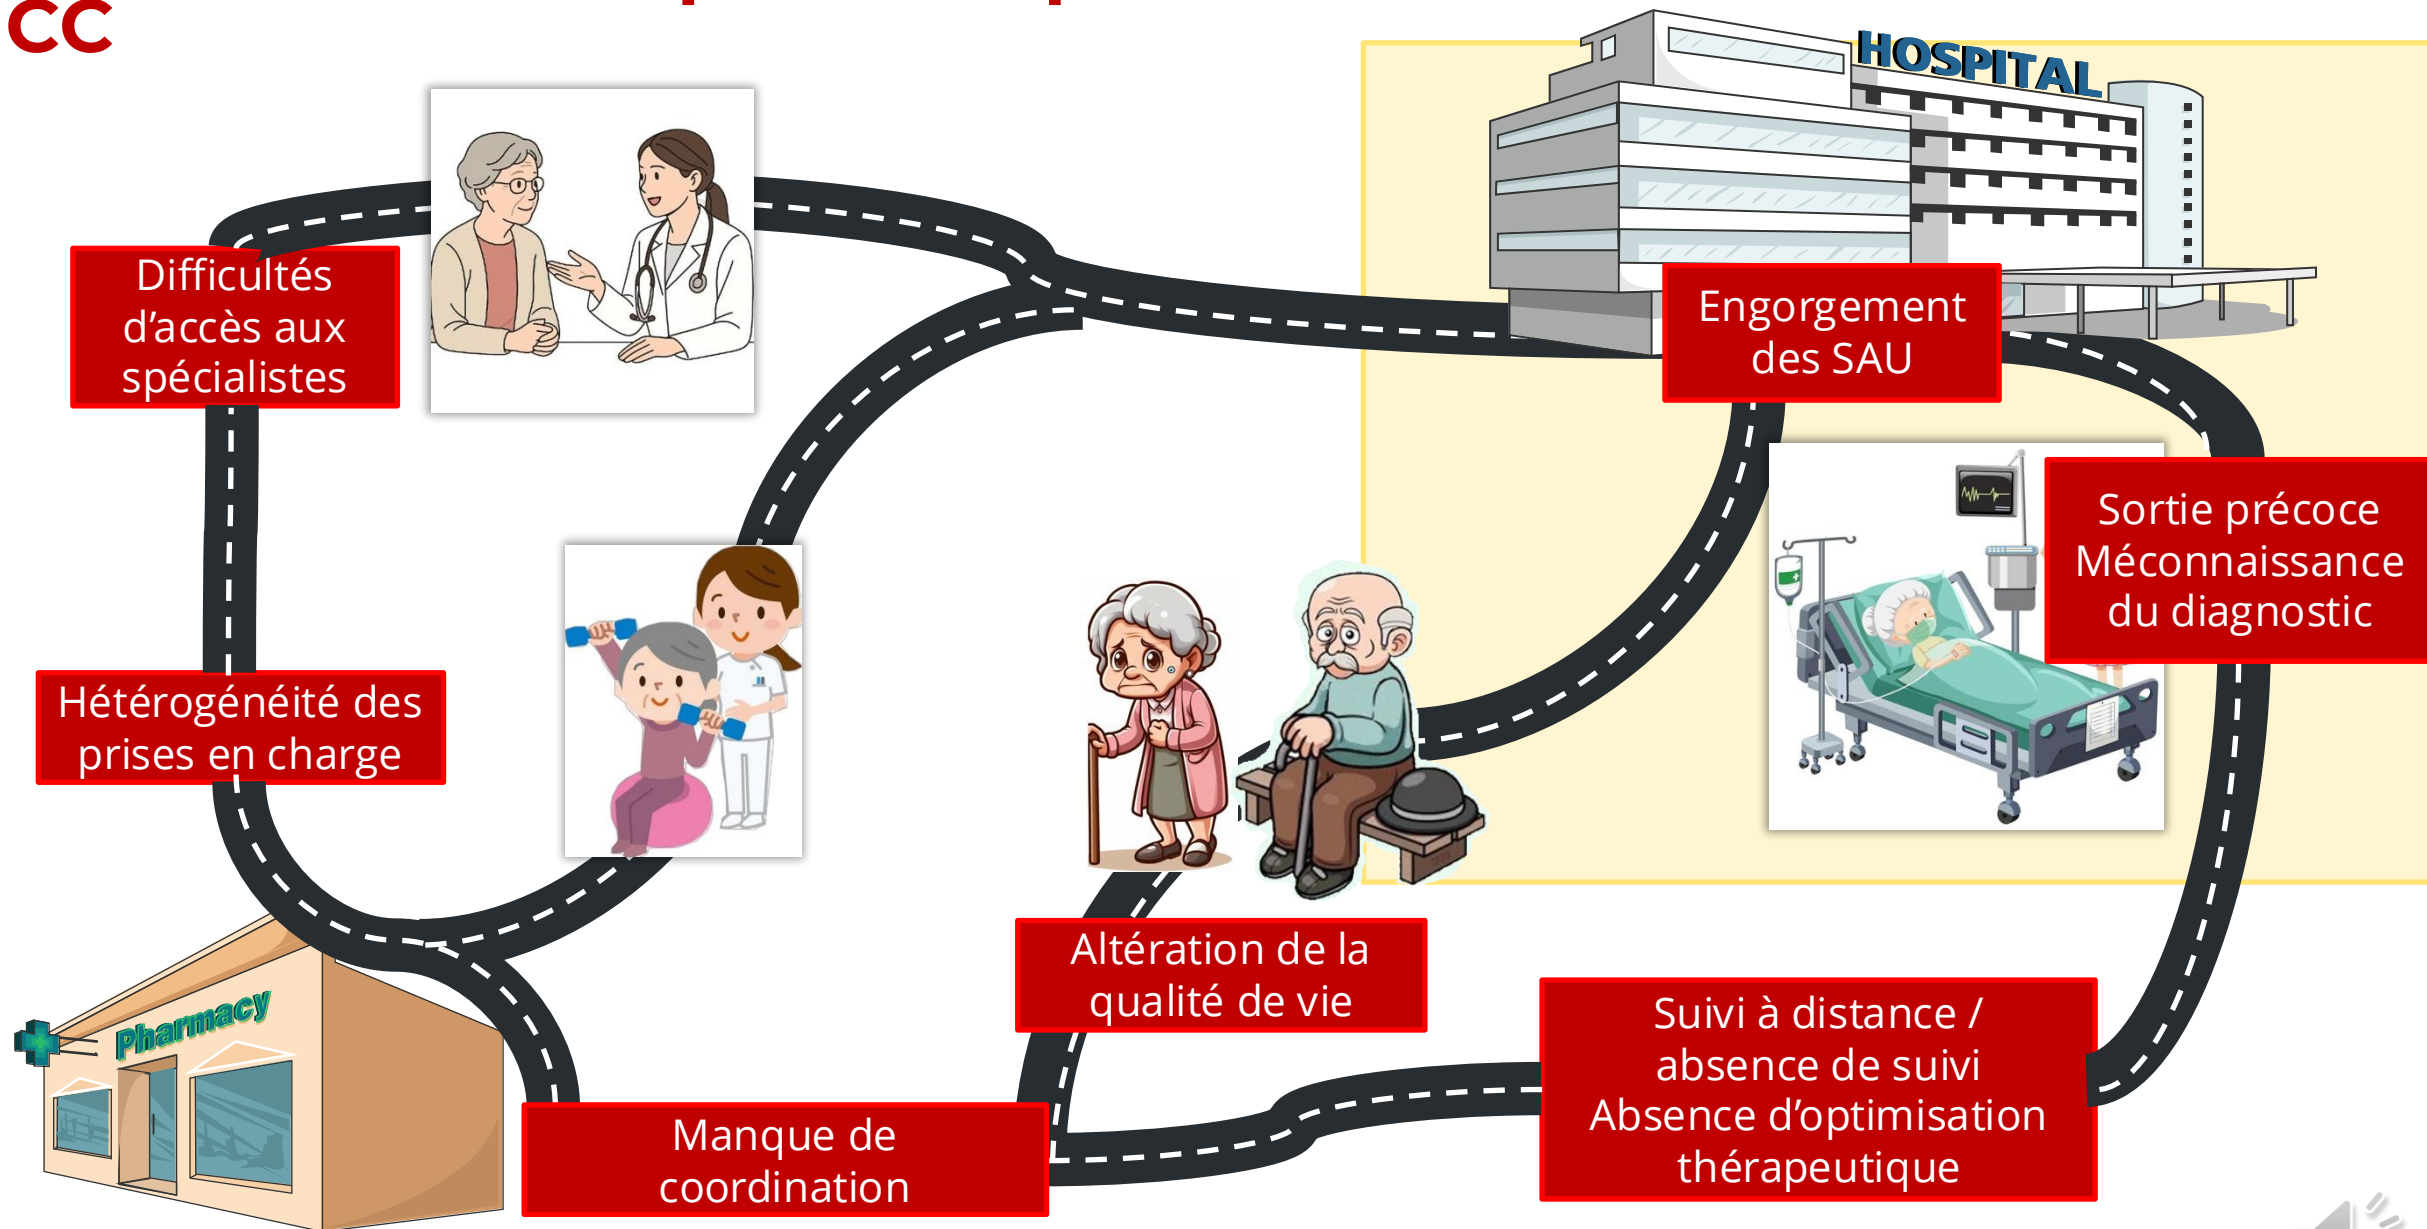 CC
HOSPITAL
Difficultés
d’accès aux
spécialistes
Engorgement
des SAU
Sortie précoce
Méconnaissance
du diagnostic
Hétérogénéité des
prises en charge
Altération de la
qualité de vie
Pharmacy
Suivi à distance /
absence de suivi
Absence d’optimisation
thérapeutique
Manque de
coordination